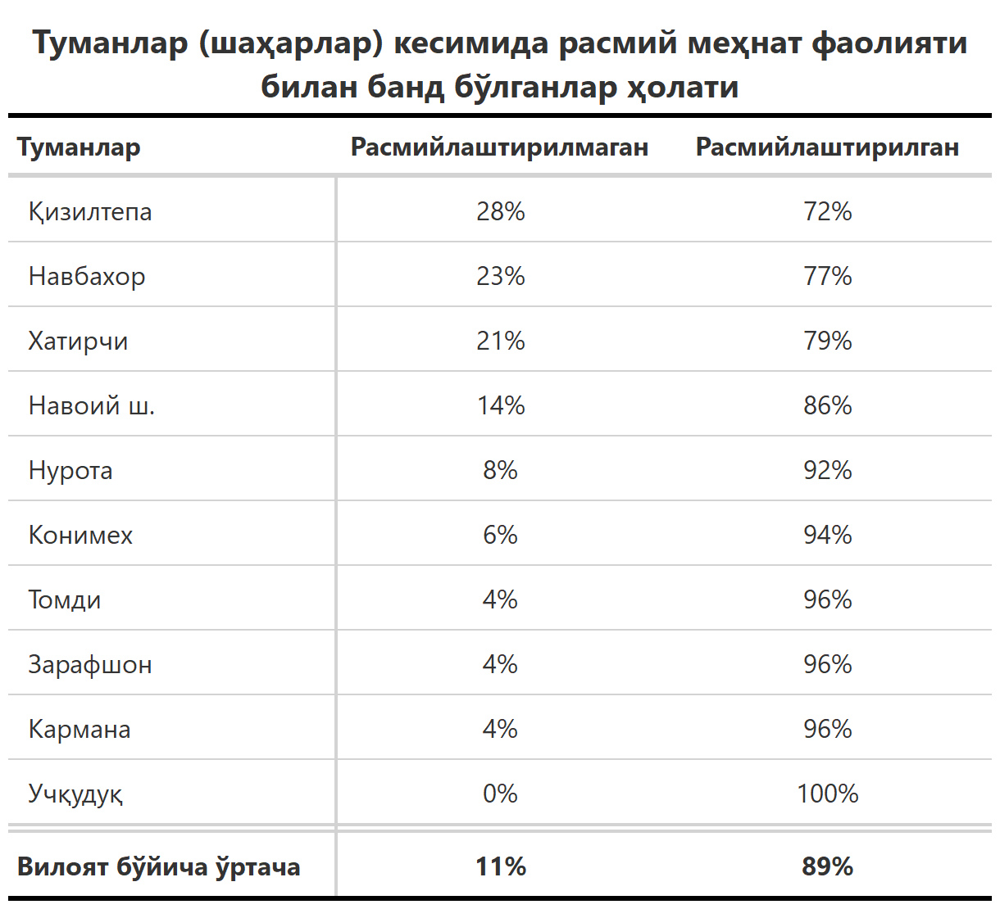 Туманлар (шаҳарлар) кесимида расмий меҳнат фаолияти
билан банд бўлганлар ҳолати
Туманлар Расмийлаштирилмаган Расмийлаштирилган
Қизилтепа 28% 72%
Навбахор 23% 77%
Хатирчи 21% 79%
Навоий ш. 14% 86%
Нурота 8% 92%
Конимех 6% 94%
Томди 4% 96%
Зарафшон 4% 96%
Кармана 4% 96%
Учқудуқ 0% 100%
Вилоят бўйича ўртача 11% 89%